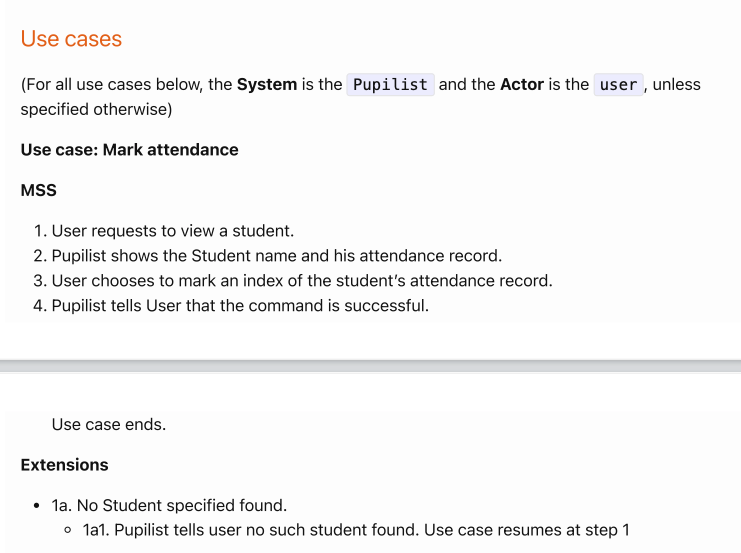 Use cases
(For all use cases below, the System is the Pupilist and the Actor is the user, unless
specified otherwise)
Use case: Mark attendance
MSS
1. User requests to view a student.
2. Pupilist shows the Student name and his attendance record.
3. User chooses to mark an index of the student's attendance record.
4. Pupilist tells User that the command is successful.
Use case ends.
Extensions
• 1a. No Student specified found.
◦ 1a1. Pupilist tells user no such student found. Use case resumes at step 1